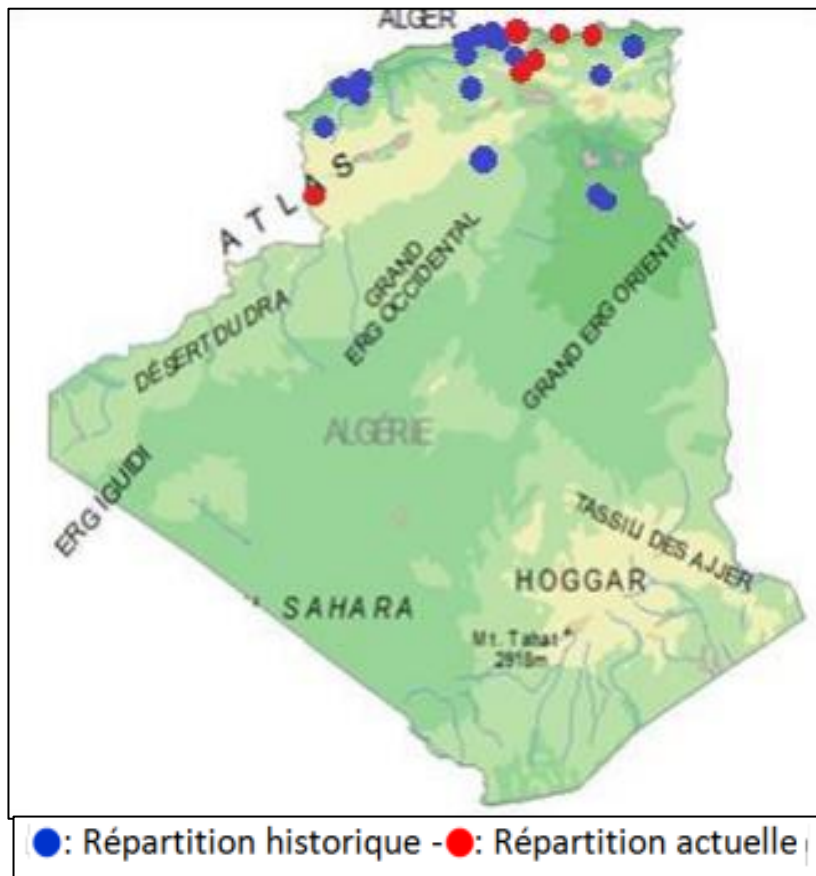 ALGER
ATLAS
GRAND
ERG OCCIDENTAL
DÉSERT DU DRA
GRAND ERG ORIENTAL
ALGÉRIE
ERG IGUIDI
TASSILI DES AJJER
HOGGAR
SAHARA
Mt. Tahat
2918m
: Répartition historique - : Répartition actuelle